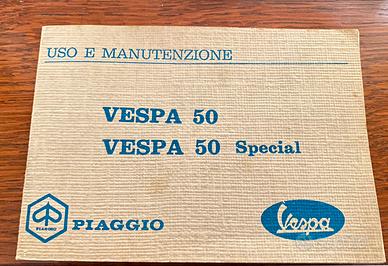 USO E MANUTENZIONE
VESPA 50
VESPA 50 Special
PIAGGIO
PIAGGIO
Vespa